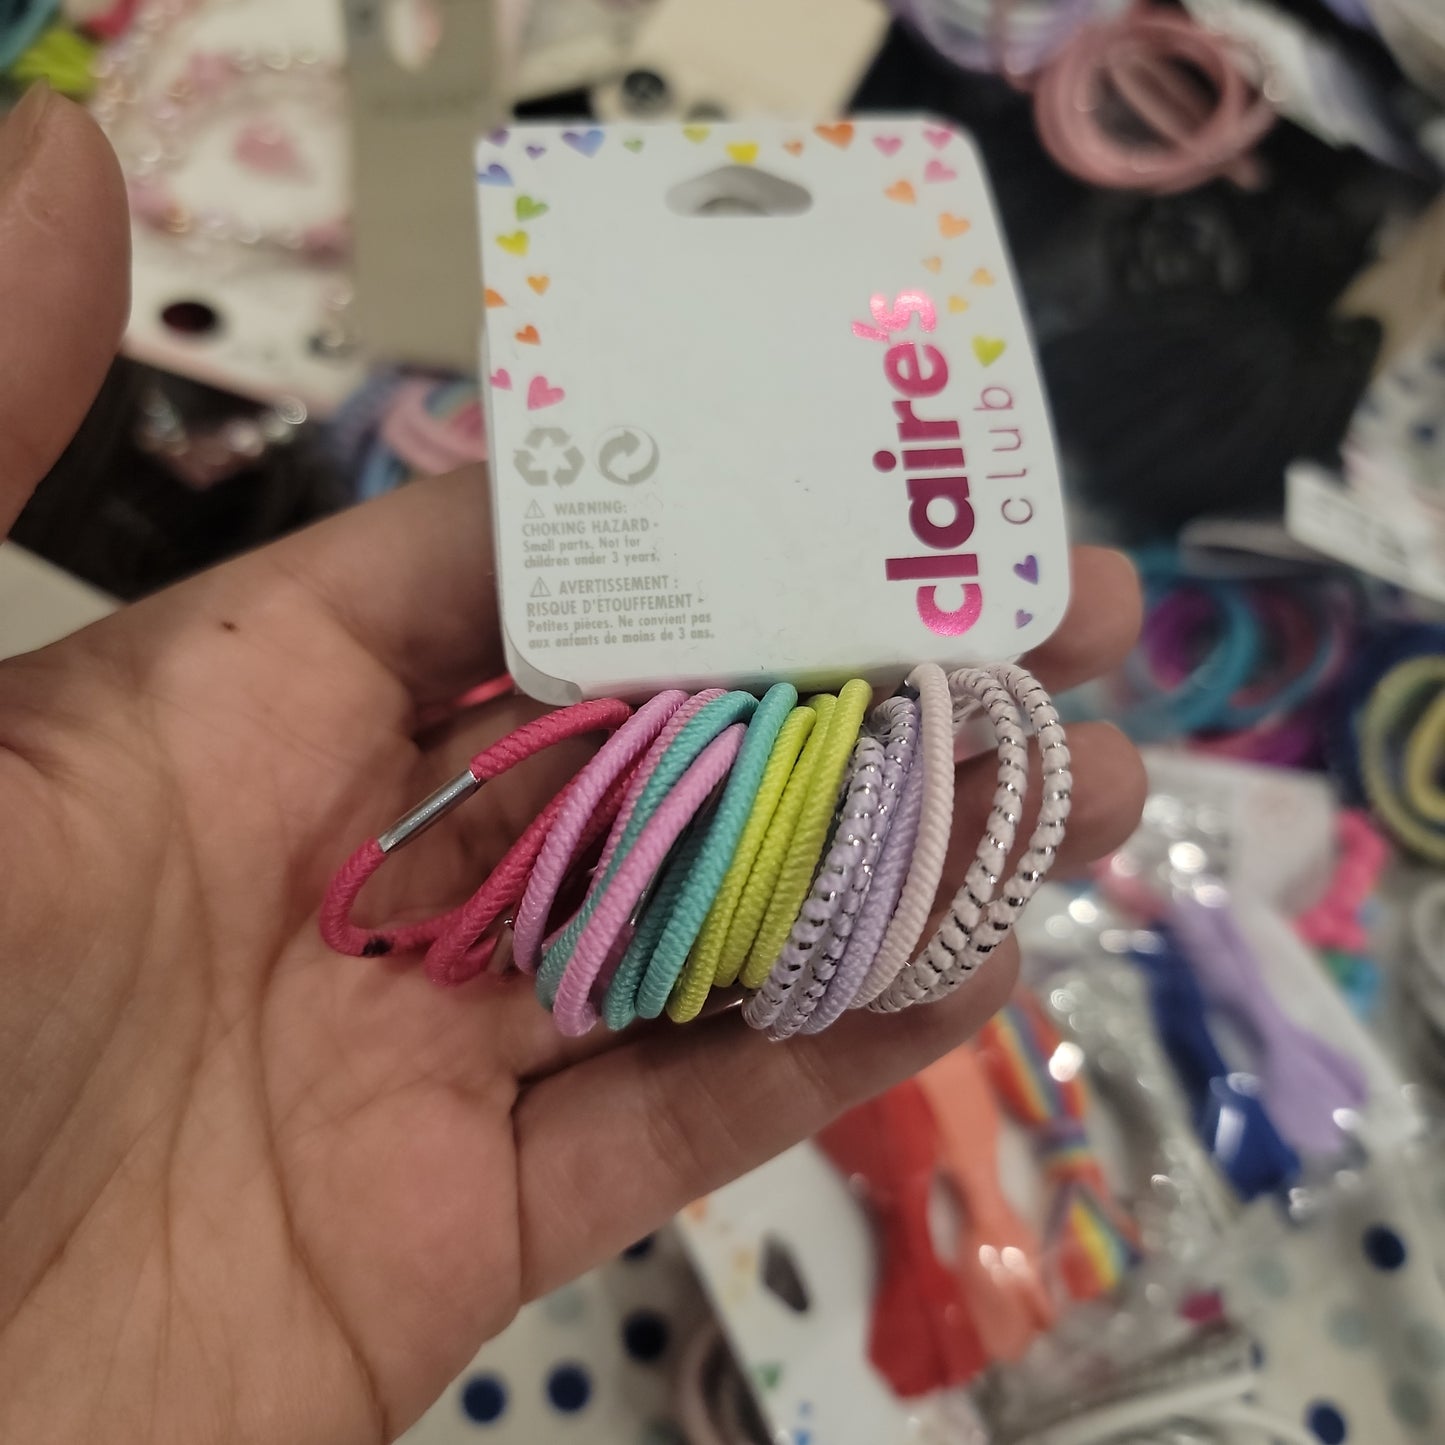 claire's
club
WARNING:
CHOKING HAZARD -
Small parts. Not for
children under 3 years.
AVERTISSEMENT :
RISQUE D'ETOUFFEMENT -
Petites pièces. Ne convient pas
aux enfants de moins de 3 ans.